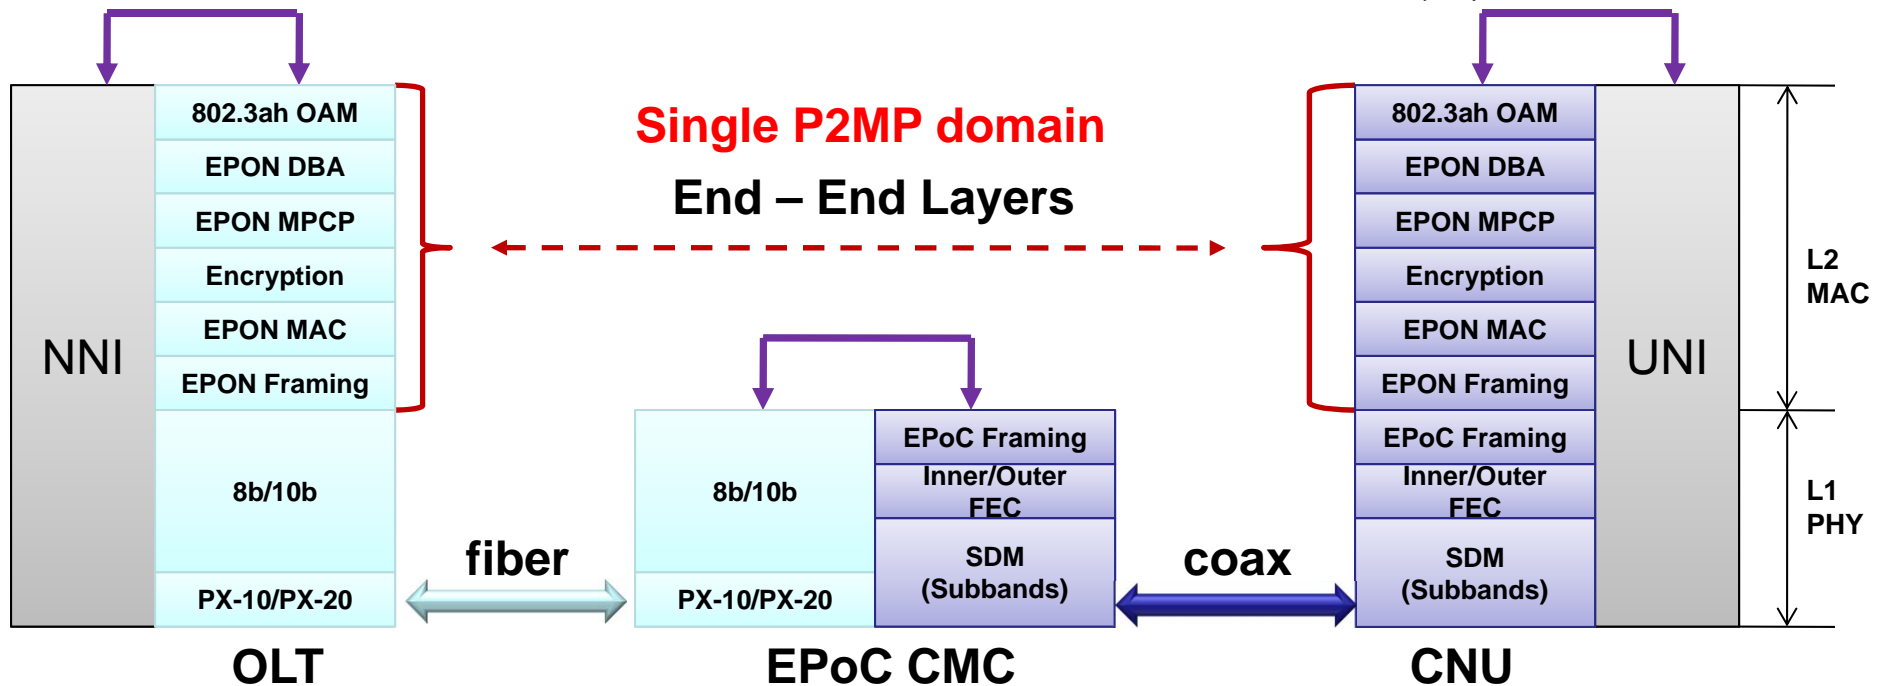 802.3ah OAM
EPON DBA
EPON MPCP
Encryption
EPON MAC
EPON Framing
NNI
8b/10b
PX-10/PX-20
OLT
Single P2MP domain
End – End Layers
fiber
8b/10b
PX-10/PX-20
EPoC Framing
Inner/Outer
FEC
SDM
(Subbands)
EPoC CMC
coax
802.3ah OAM
EPON DBA
EPON MPCP
Encryption
EPON MAC
EPON Framing
EPoC Framing
Inner/Outer
FEC
SDM
(Subbands)
CNU
UNI
L2
MAC
L1
PHY